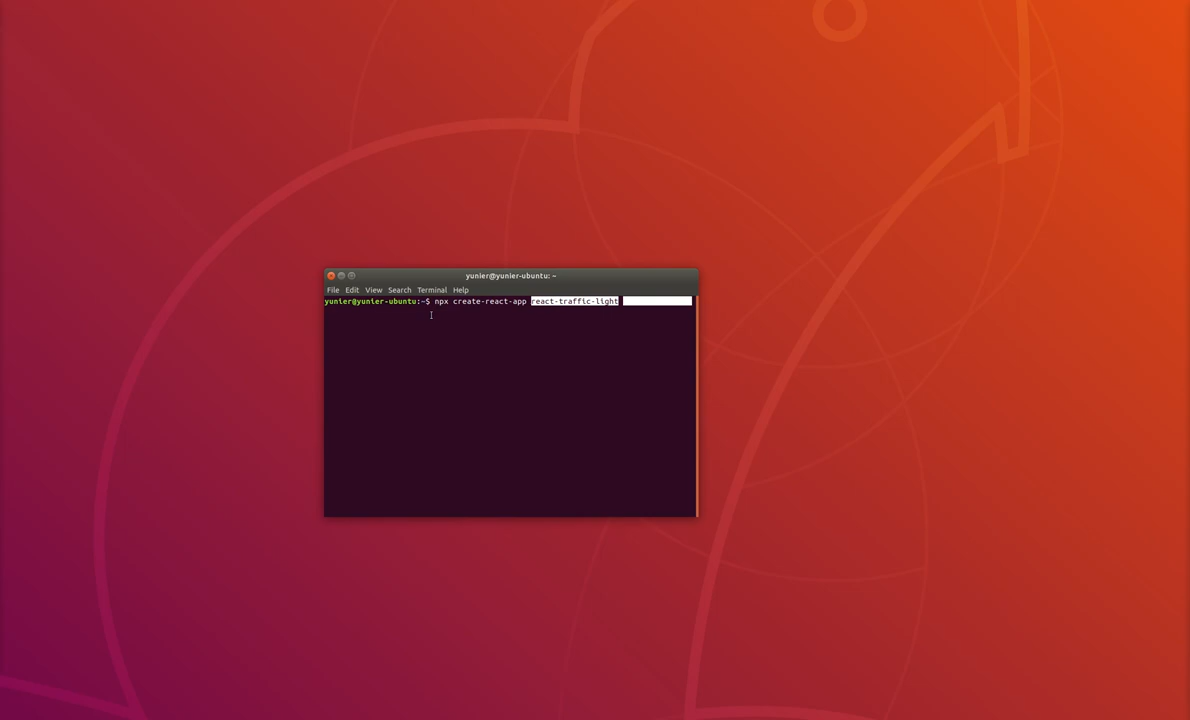 yunier@yunier-ubuntu: ~
File Edit View Search Terminal Help
yunier@yunier-ubuntu:~$ npx create-react-app react-traffic-light